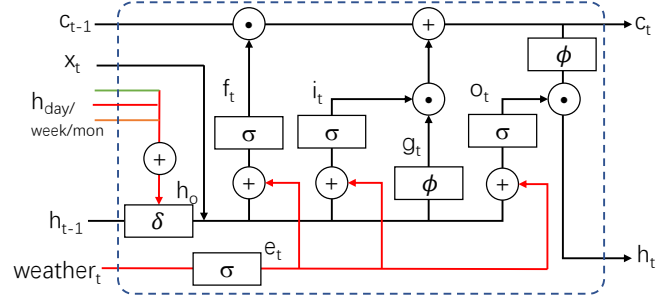 c_{t-1} · + c_t
x_t ϕ
f_t i_t · o_t ·
h_{day/
week/mon}
σ σ g_t σ
+ + + ϕ +
h_o
h_{t-1} δ
e_t h_t
weather_t σ